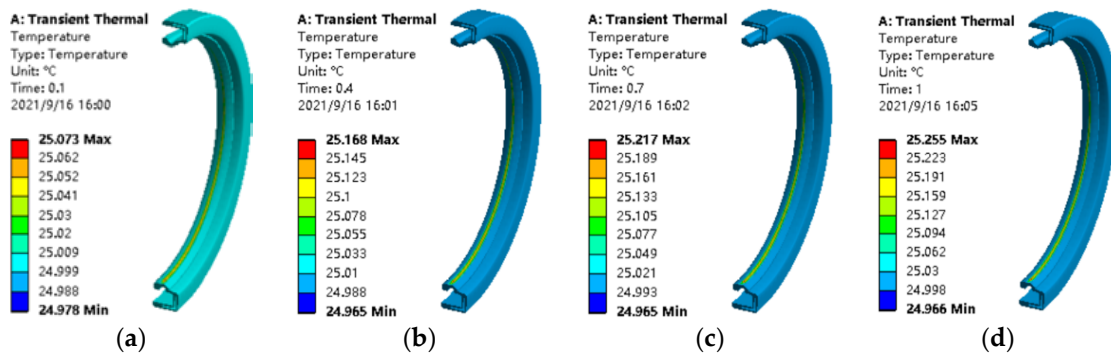 A: Transient Thermal
Temperature
Type: Temperature
Unit: °C
Time: 0.1
2021/9/16 16:00
25.073 Max
25.062
25.052
25.041
25.03
25.02
25.009
24.999
24.988
24.978 Min
(a)
A: Transient Thermal
Temperature
Type: Temperature
Unit: °C
Time: 0.4
2021/9/16 16:01
25.168 Max
25.145
25.123
25.1
25.078
25.055
25.033
25.01
24.988
24.965 Min
(b)
A: Transient Thermal
Temperature
Type: Temperature
Unit: °C
Time: 0.7
2021/9/16 16:02
25.217 Max
25.189
25.161
25.133
25.105
25.077
25.049
25.021
24.993
24.965 Min
(c)
A: Transient Thermal
Temperature
Type: Temperature
Unit: °C
Time: 1
2021/9/16 16:05
25.255 Max
25.223
25.191
25.159
25.127
25.094
25.062
25.03
24.998
24.966 Min
(d)